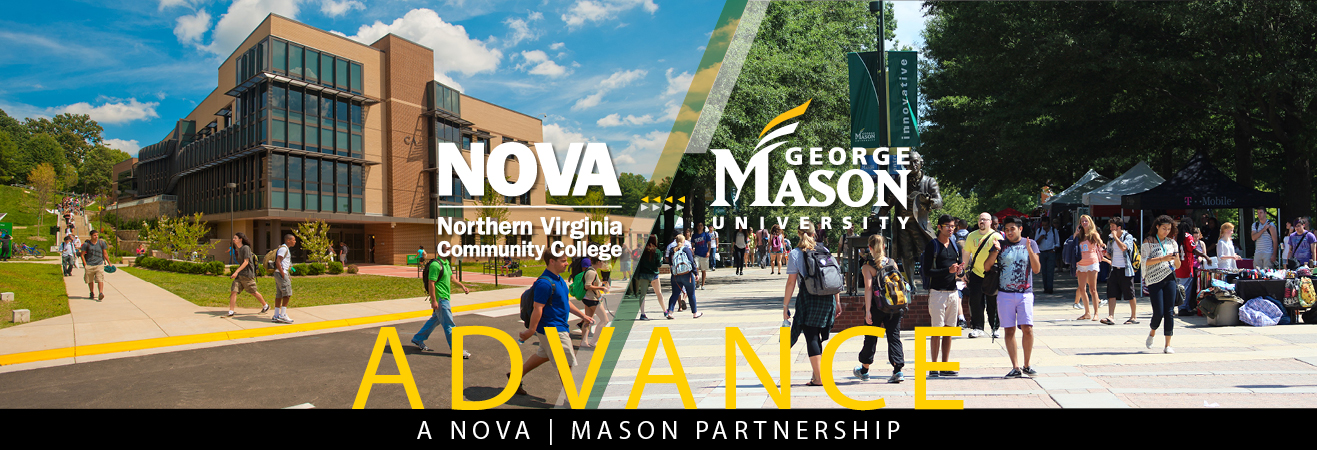 NOVA
Northern Virginia
Community College
GEORGE
MASON
UNIVERSITY
innovative
MASON
T··Mobile·
ADVANCE
A NOVA | MASON PARTNERSHIP